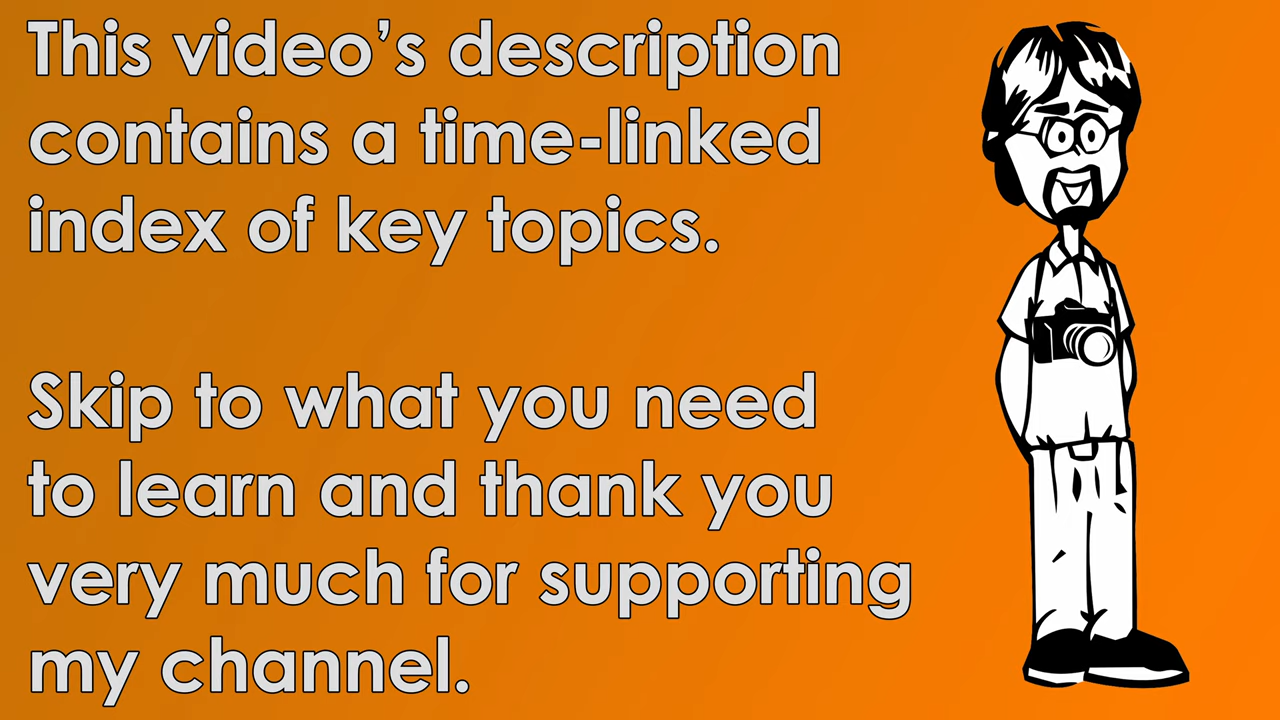 This video’s description
contains a time-linked
index of key topics.
Skip to what you need
to learn and thank you
very much for supporting
my channel.